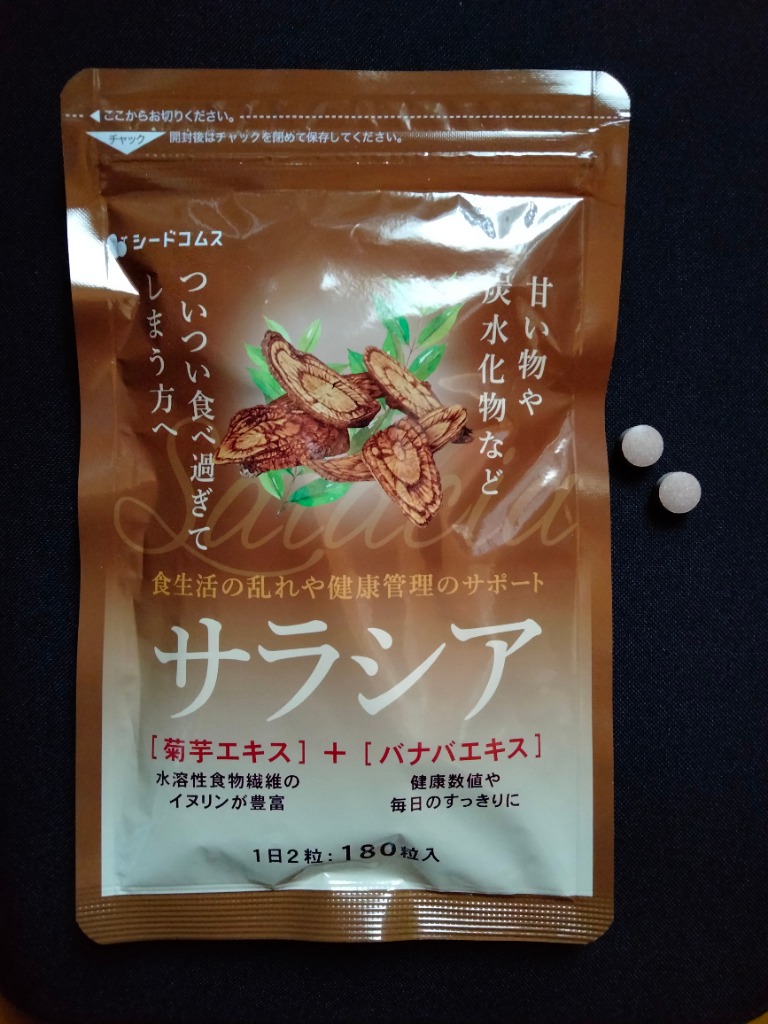 ここからお切りください。
チャック
開封後はチャックを閉めて保存してください。
シードコムス
甘い物や
炭水化物など
ついつい食べ過ぎて
しまう方へ
Salacia
食生活の乱れや健康管理のサポート
サラシア
[菊芋エキス]+[バナバエキス]
水溶性食物繊維の
イヌリンが豊富
健康数値や
毎日のすっきりに
1日2粒:180粒入